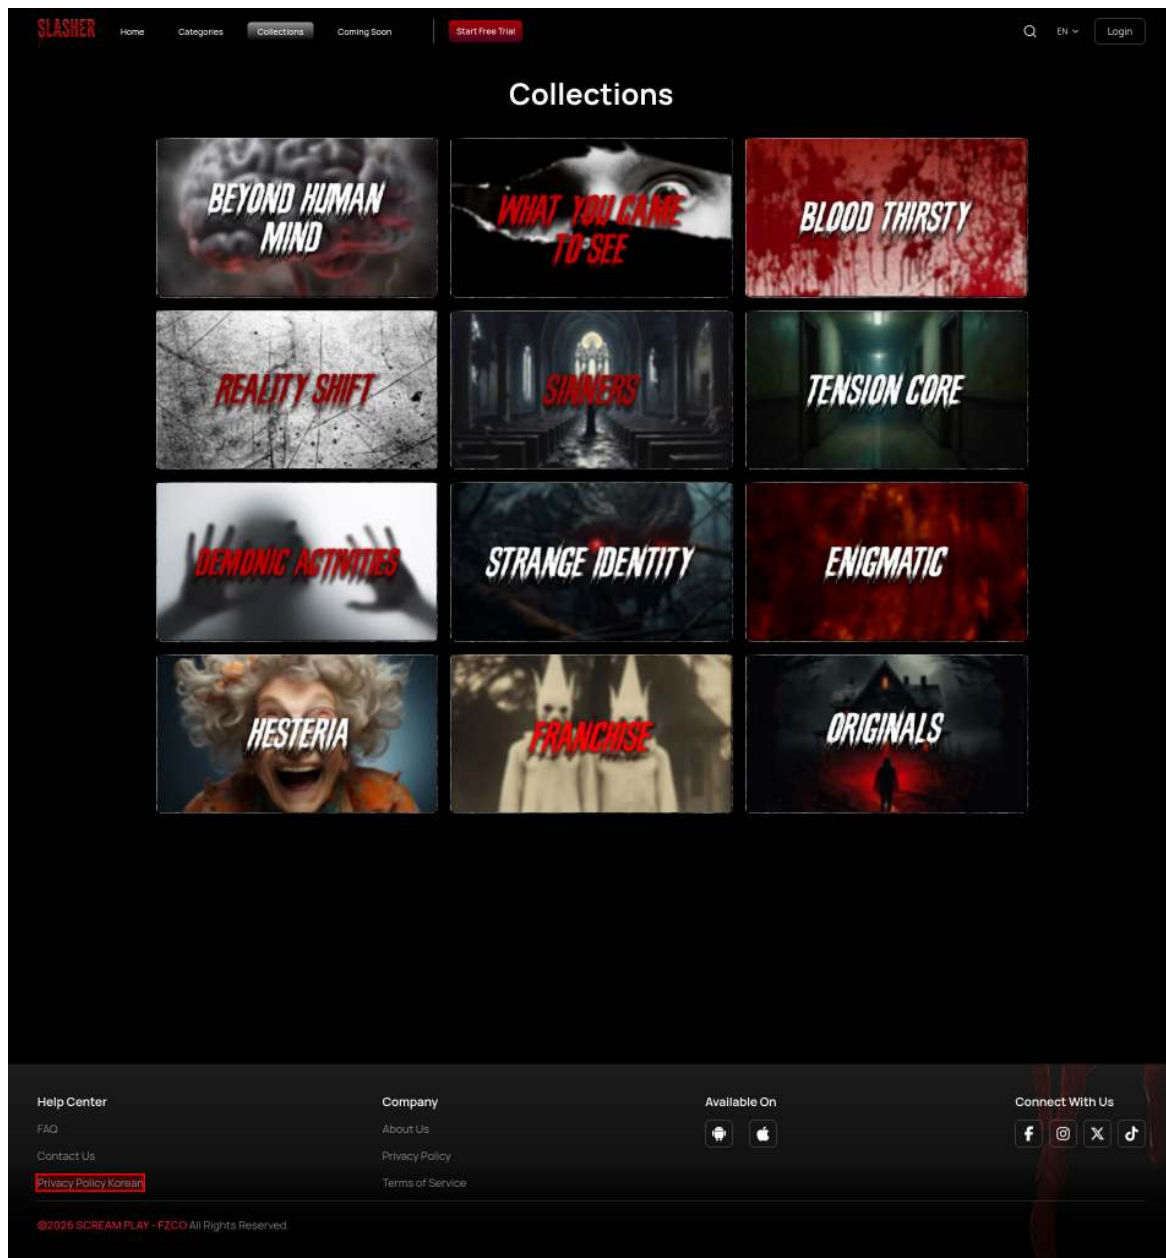 SLASHER Home Categories Collections Coming Soon Start Free Trial EN Login
Collections
BEYOND HUMAN
MIND
WHAT YOU CAME
TO SEE
BLOOD THIRSTY
REALITY SHIFT
SINNERS
TENSION CORE
DEMONIC ACTIVITIES
STRANGE IDENTITY
ENIGMATIC
HESTERIA
FRANCHISE
ORIGINALS
Help Center
FAQ
Contact Us
Privacy Policy Korean
Company
About Us
Privacy Policy
Terms of Service
Available On
Connect With Us
©2026 SCREAM PLAY - FZCO All Rights Reserved.